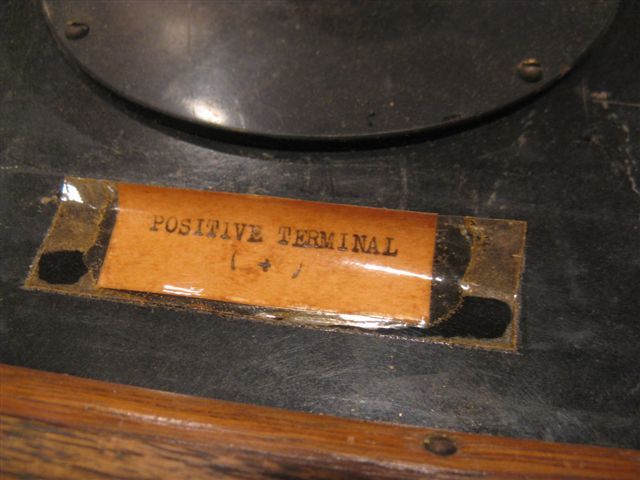 POSITIVE TERMINAL
(+)